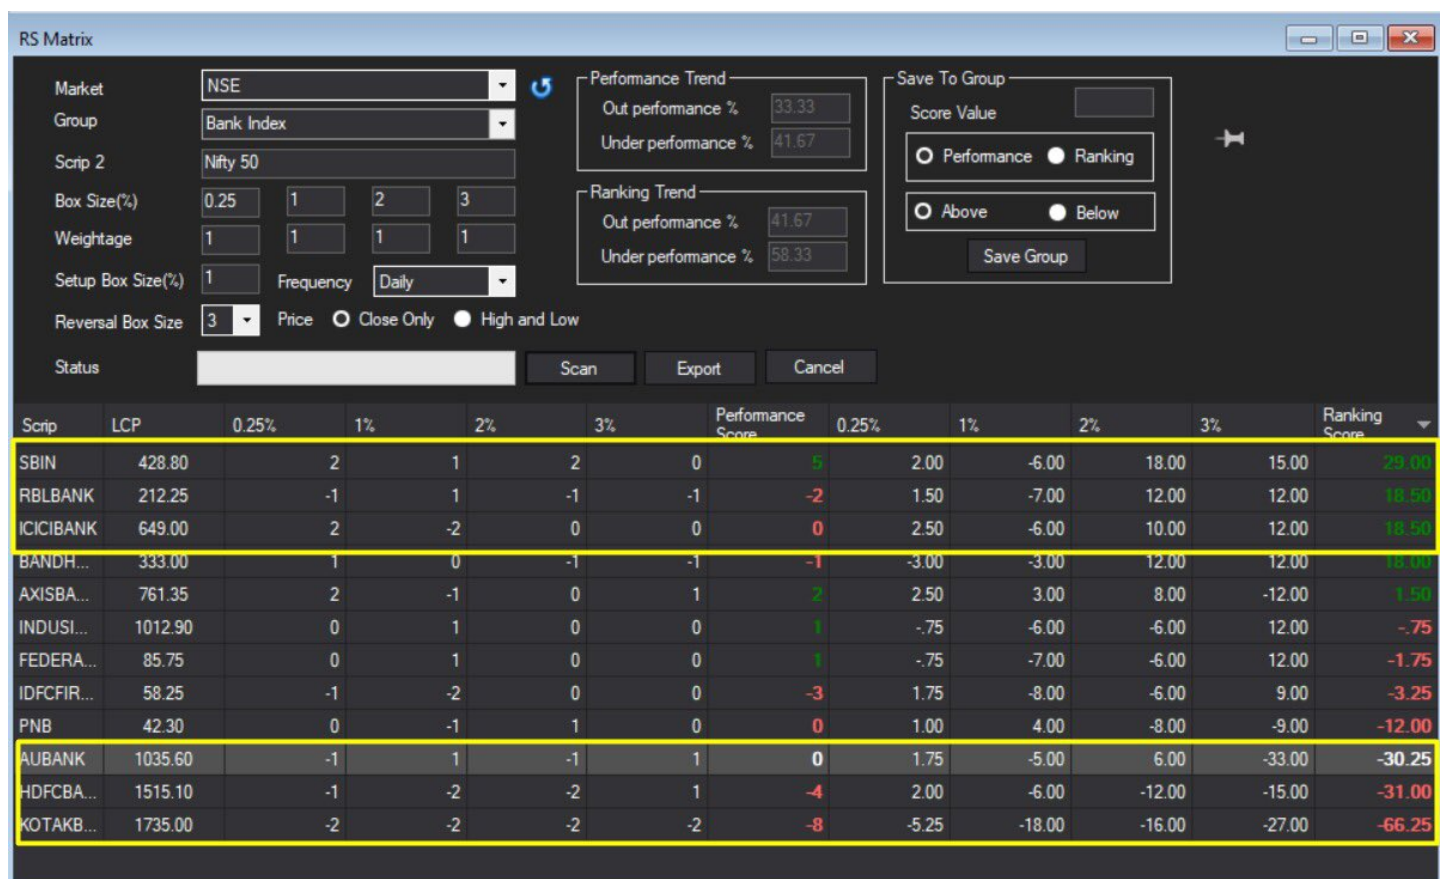 RS Matrix
Market NSE
Group Bank Index
Scrip 2 Nifty 50
Box Size(%) 0.25 1 2 3
Weightage 1 1 1 1
Setup Box Size(%) 1 Frequency Daily
Reversal Box Size 3 Price Close Only High and Low
Status Scan Export Cancel
Performance Trend
Out performance % 33.33
Under performance % 41.67
Ranking Trend
Out performance % 41.67
Under performance % 58.33
Save To Group
Score Value
Performance Ranking
Above Below
Save Group
Scrip LCP 0.25% 1% 2% 3% Performance Score 0.25% 1% 2% 3% Ranking Score
SBIN 428.80 2 1 2 0 5 2.00 -6.00 18.00 15.00 29.00
RBLBANK 212.25 -1 1 -1 -1 -2 1.50 -7.00 12.00 12.00 18.50
ICICIBANK 649.00 2 -2 0 0 0 2.50 -6.00 10.00 12.00 18.50
BANDH... 333.00 1 0 -1 -1 -1 -3.00 -3.00 12.00 12.00 18.00
AXISBA... 761.35 2 -1 0 1 2 2.50 3.00 8.00 -12.00 1.50
INDUSI... 1012.90 0 1 0 0 1 -.75 -6.00 -6.00 12.00 -.75
FEDERA... 85.75 0 1 0 0 1 -.75 -7.00 -6.00 12.00 -1.75
IDFCFIR... 58.25 -1 -2 0 0 -3 1.75 -8.00 -6.00 9.00 -3.25
PNB 42.30 0 -1 1 0 0 1.00 4.00 -8.00 -9.00 -12.00
AUBANK 1035.60 -1 1 -1 1 0 1.75 -5.00 6.00 -33.00 -30.25
HDFCBA... 1515.10 -1 -2 -2 1 -4 2.00 -6.00 -12.00 -15.00 -31.00
KOTAKB... 1735.00 -2 -2 -2 -2 -8 -5.25 -18.00 -16.00 -27.00 -66.25